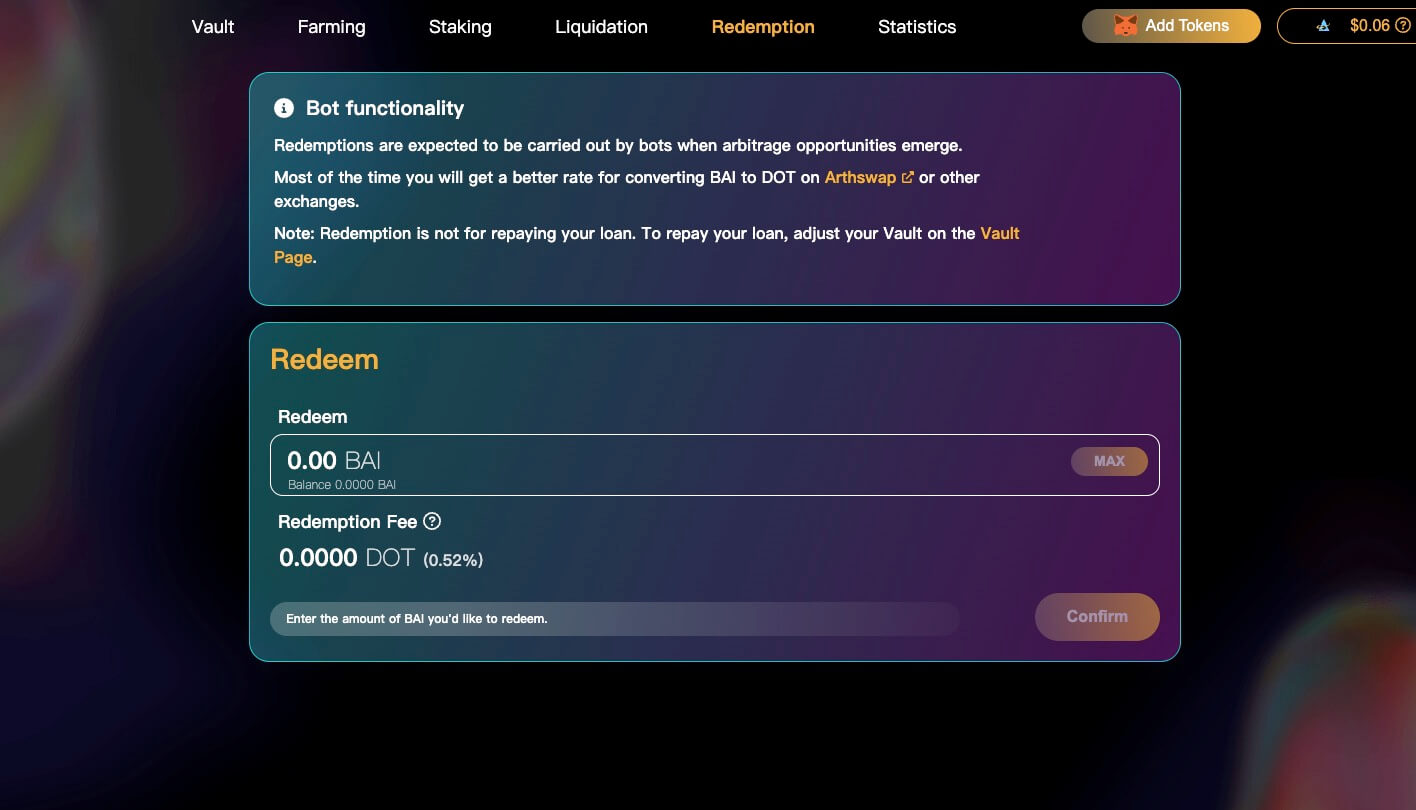 Vault Farming Staking Liquidation Redemption Statistics Add Tokens $0.06
Bot functionality
Redemptions are expected to be carried out by bots when arbitrage opportunities emerge.
Most of the time you will get a better rate for converting BAI to DOT on Arthswap or other
exchanges.
Note: Redemption is not for repaying your loan. To repay your loan, adjust your Vault on the Vault
Page.
Redeem
Redeem
0.00 BAI MAX
Balance 0.0000 BAI
Redemption Fee
0.0000 DOT (0.52%)
Enter the amount of BAI you'd like to redeem. Confirm